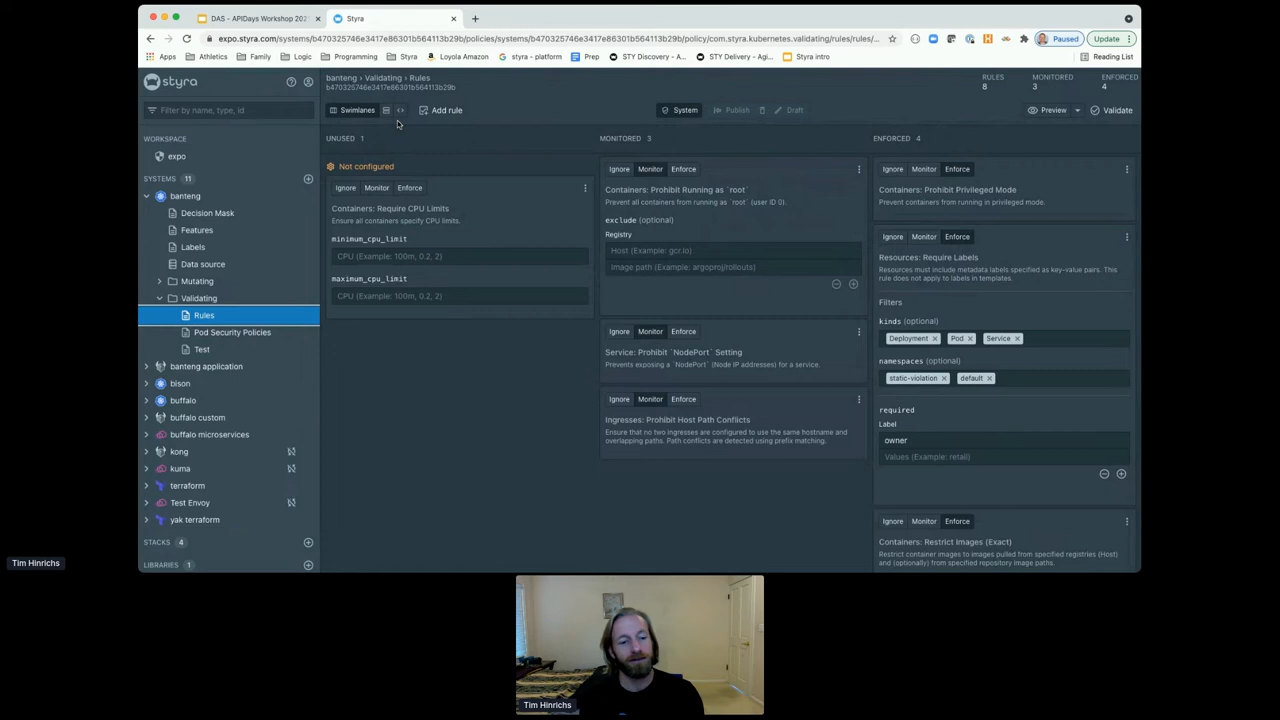 DAS - APIDays Workshop 202
Styra
expo.styra.com/systems/b470325746c3417e86301b564113b29b/policies/systems/b470325746c3417e86301b564113b29b/policy/com.styra.kubernetes.validating/rules/rules/...
Paused
Update
Apps
Athletics
Family
Logic
Programming
Styra
Loyola Amazon
styra - platform
Prep
STY Discovery - A...
STY Delivery - Agi...
Styra intro
Reading List
styra
Filter by name, type, id
WORKSPACE
expo
SYSTEMS 11
banteng
Decision Mask
Features
Labels
Data source
Mutating
Validating
Rules
Pod Security Policies
Test
banteng application
bison
buffalo
buffalo custom
buffalo microservices
kong
kuma
terraform
Test Envoy
yak terraform
STACKS 4
LIBRARIES 1
banteng › Validating › Rules
b470325746c3417e86301b564113b29b
RULES
8
MONITORED
3
ENFORCED
4
Swimlanes
Add rule
System
Publish
Draft
Preview
Validate
UNUSED 1
Not configured
Ignore Monitor Enforce
Containers: Require CPU Limits
Ensure all containers specify CPU limits.
minimum_cpu_limit
CPU (Example: 100m, 0.2, 2)
maximum_cpu_limit
CPU (Example: 100m, 0.2, 2)
MONITORED 3
Ignore Monitor Enforce
Containers: Prohibit Running as `root`
Prevent all containers from running as `root` (user ID 0).
exclude (optional)
Registry
Host (Example: gcr.io)
Image path (Example: argoproj/rollouts)
Ignore Monitor Enforce
Service: Prohibit `NodePort` Setting
Prevents exposing a `NodePort` (Node IP addresses) for a service.
Ignore Monitor Enforce
Ingresses: Prohibit Host Path Conflicts
Ensure that no two ingresses are configured to use the same hostname and
overlapping paths. Path conflicts are detected using prefix matching.
ENFORCED 4
Ignore Monitor Enforce
Containers: Prohibit Privileged Mode
Prevent containers from running in privileged mode.
Ignore Monitor Enforce
Resources: Require Labels
Resources must include metadata labels specified as key-value pairs. This
rule does not apply to labels in templates.
Filters
kinds (optional)
Deployment × Pod × Service ×
namespaces (optional)
static-violation × default ×
required
Label
owner
Values (Example: retail)
Ignore Monitor Enforce
Containers: Restrict Images (Exact)
Restrict container images to images pulled from specified registries (Host)
and (optionally) from specified repository image paths.
Tim Hinrichs
Tim Hinrichs